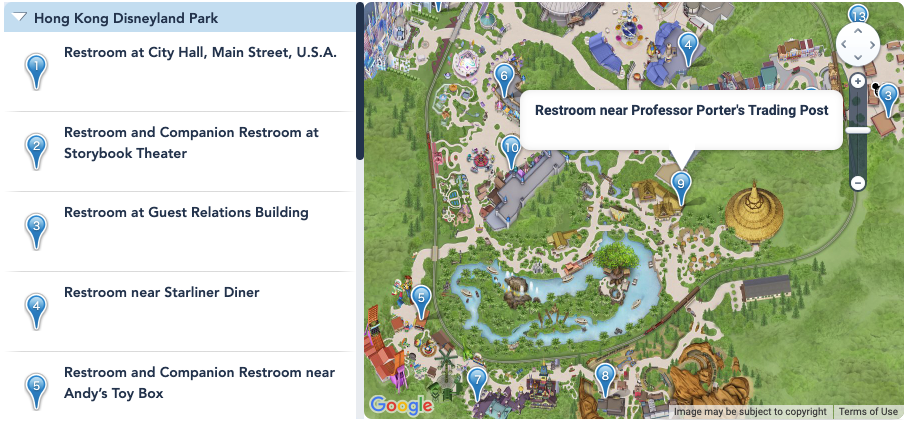 Hong Kong Disneyland Park
1
Restroom at City Hall, Main Street, U.S.A.
2
Restroom and Companion Restroom at
Storybook Theater
3
Restroom at Guest Relations Building
4
Restroom near Starliner Diner
5
Restroom and Companion Restroom near
Andy’s Toy Box
13
4
6
3
Restroom near Professor Porter's Trading Post
10
9
5
7
8
Google
Image may be subject to copyright
Terms of Use